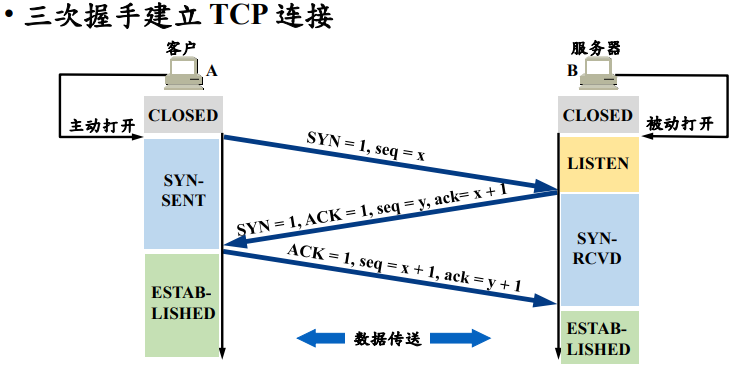 • 三次握手建立 TCP 连接
客户
服务器
A
B
CLOSED
CLOSED
主动打开
被动打开
SYN = 1, seq = x
LISTEN
SYN-
SENT
SYN = 1, ACK = 1, seq = y, ack= x + 1
SYN-
RCVD
ACK = 1, seq = x + 1, ack = y + 1
ESTAB-
LISHED
数据传送
ESTAB-
LISHED